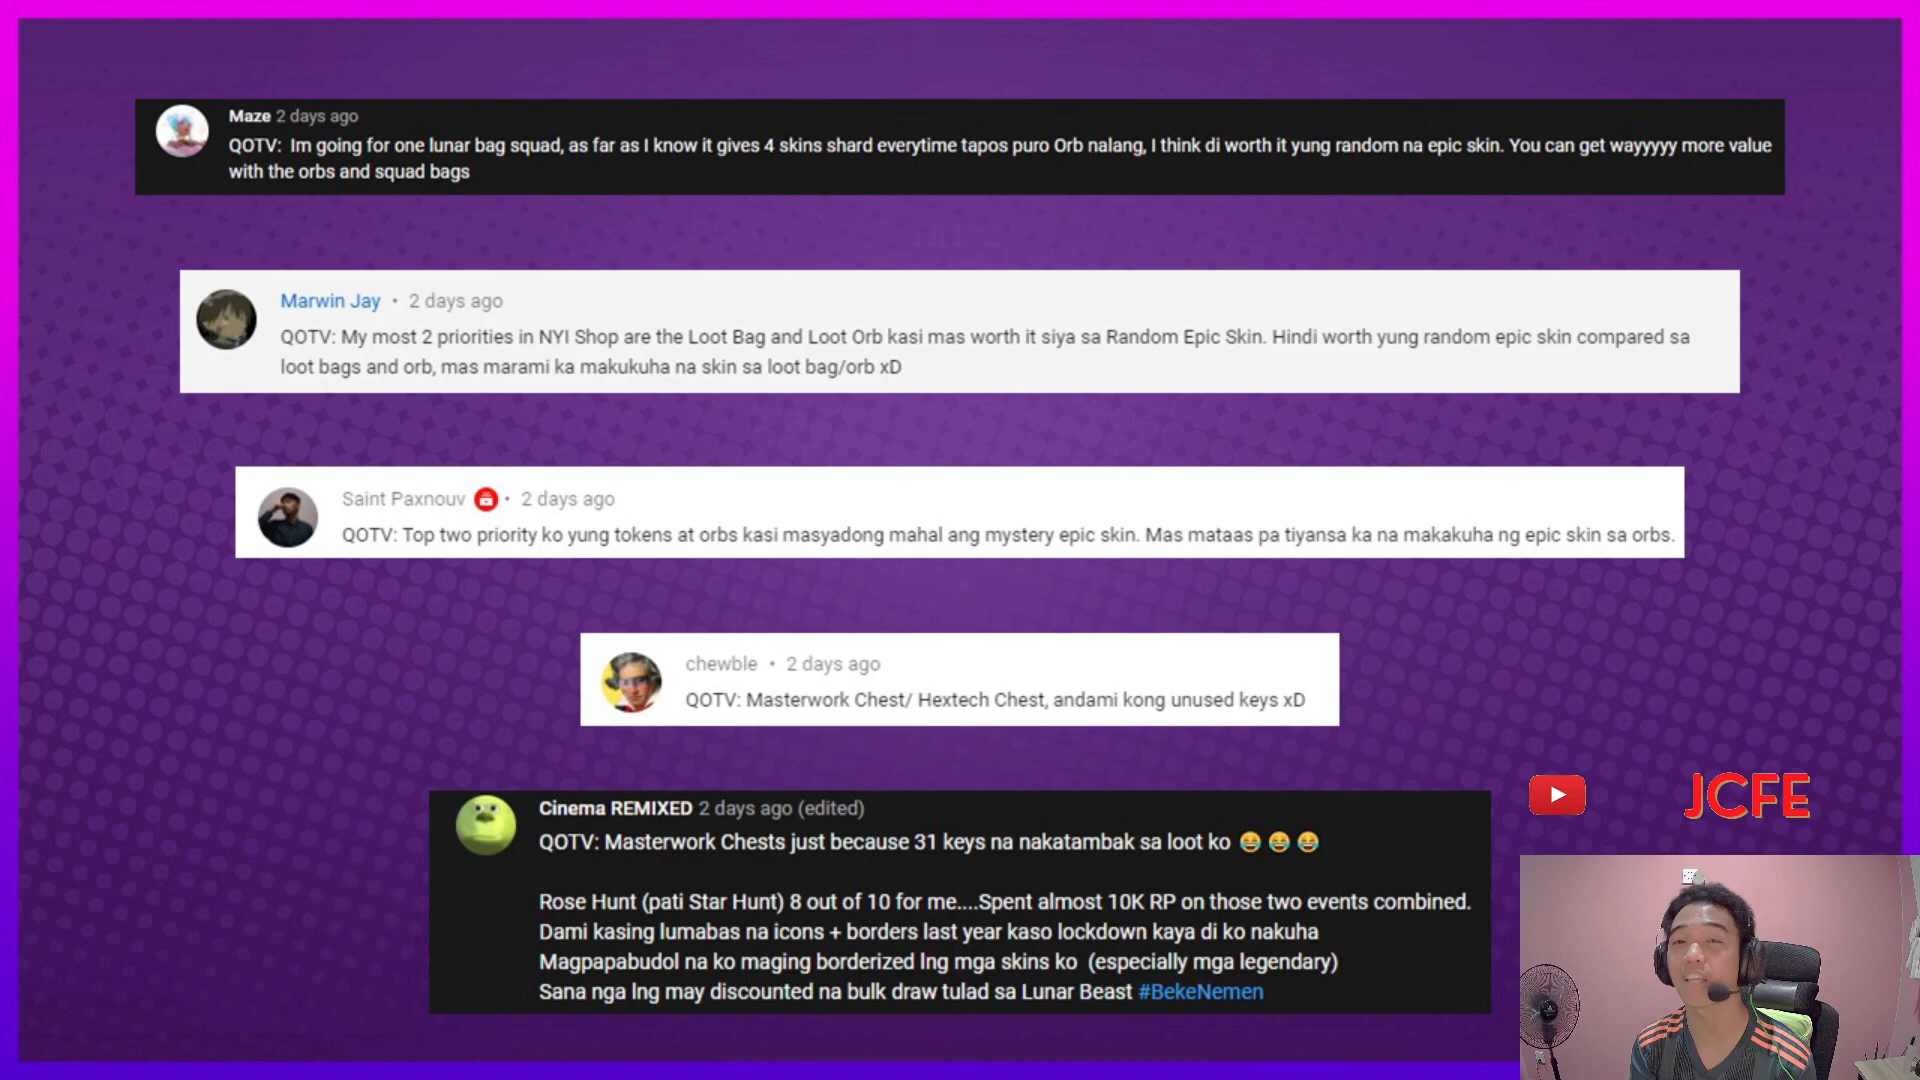 Maze 2 days ago
QOTV: Im going for one lunar bag squad, as far as I know it gives 4 skins shard everytime tapos puro Orb nalang, I think di worth it yung random na epic skin. You can get wayyyyy more value
with the orbs and squad bags
Marwin Jay • 2 days ago
QOTV: My most 2 priorities in NYI Shop are the Loot Bag and Loot Orb kasi mas worth it siya sa Random Epic Skin. Hindi worth yung random epic skin compared sa
loot bags and orb, mas marami ka makukuha na skin sa loot bag/orb xD
Saint Paxnouv • 2 days ago
QOTV: Top two priority ko yung tokens at orbs kasi masyadong mahal ang mystery epic skin. Mas mataas pa tiyansa ka na makakuha ng epic skin sa orbs.
chewble • 2 days ago
QOTV: Masterwork Chest/ Hextech Chest, andami kong unused keys xD
Cinema REMIXED 2 days ago (edited)
QOTV: Masterwork Chests just because 31 keys na nakatambak sa loot ko 😂 😂 😂
Rose Hunt (pati Star Hunt) 8 out of 10 for me....Spent almost 10K RP on those two events combined.
Dami kasing lumabas na icons + borders last year kaso lockdown kaya di ko nakuha
Magpapabudol na ko maging borderized lng mga skins ko (especially mga legendary)
Sana nga lng may discounted na bulk draw tulad sa Lunar Beast #BekeNemen
JCFE